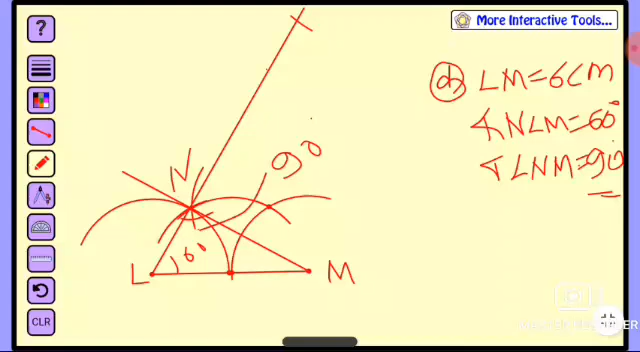 More Interactive Tools...
?
CLR
(d) LM=6CM
∡NLM=60°
∡LNM=90°
N
90
L
60
M